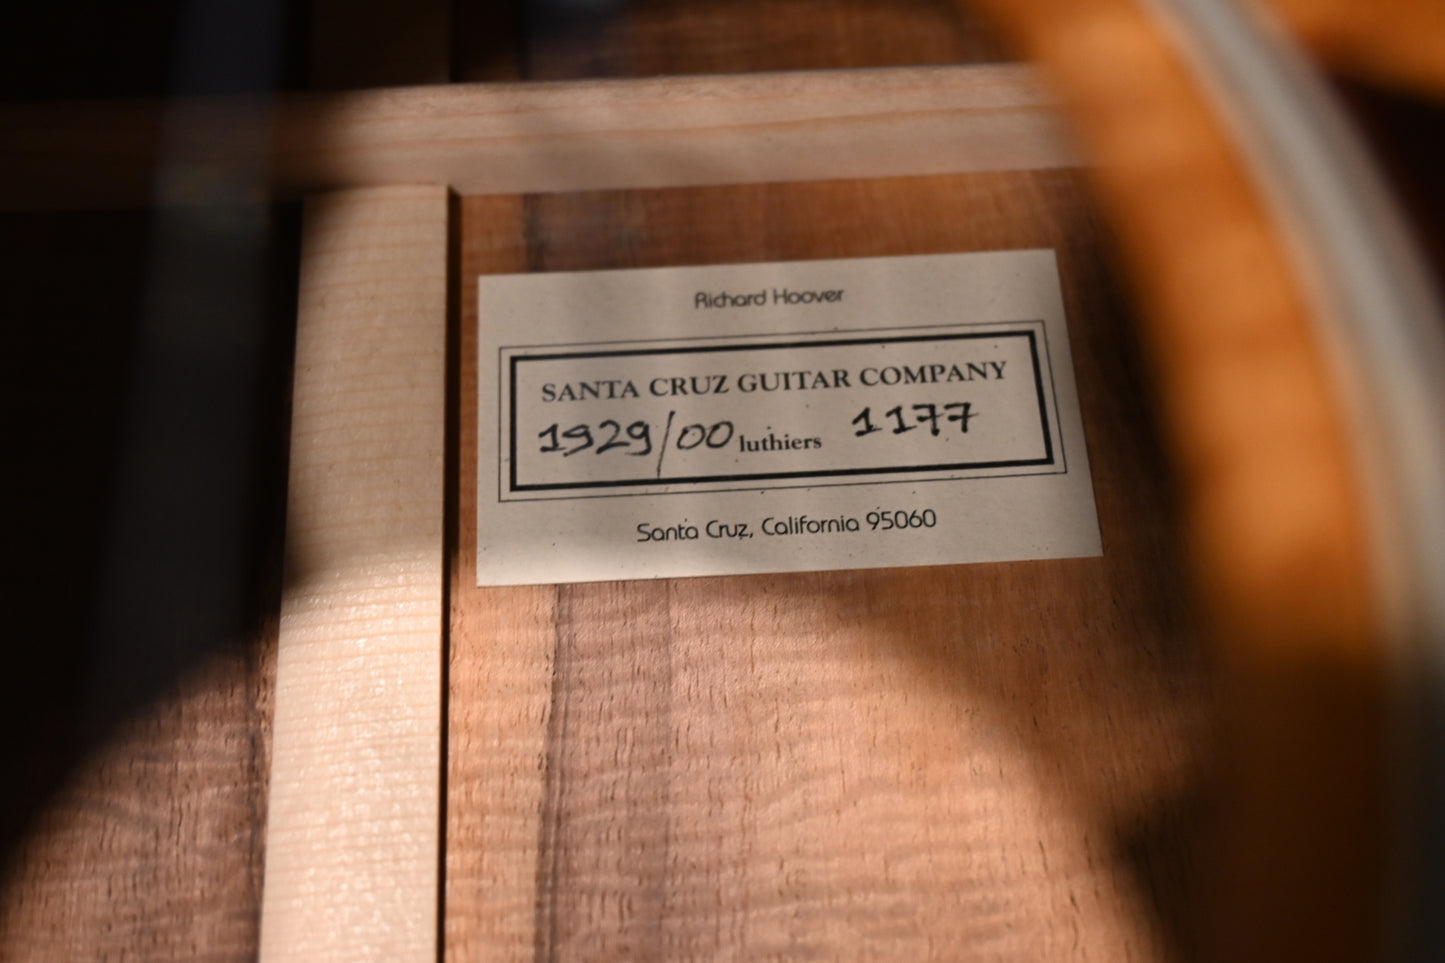 Richard Hoover
SANTA CRUZ GUITAR COMPANY
1929/00 luthiers 1177
Santa Cruz, California 95060